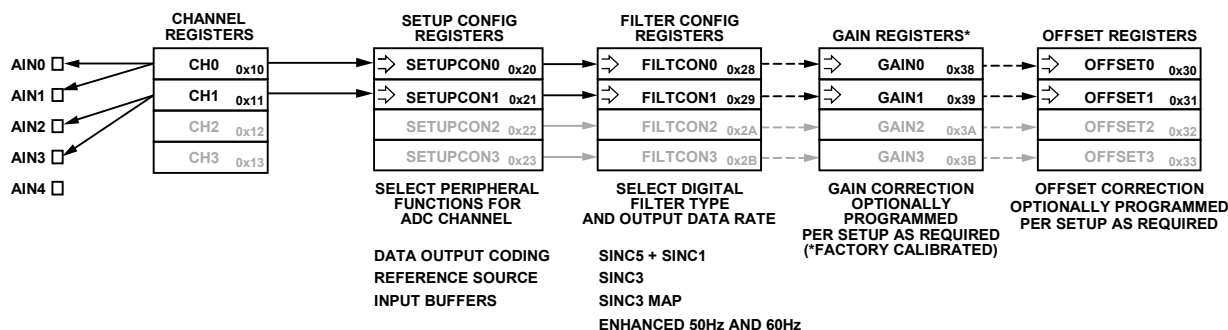 CHANNEL
REGISTERS
SETUP CONFIG
REGISTERS
FILTER CONFIG
REGISTERS
GAIN REGISTERS*
OFFSET REGISTERS
AIN0
AIN1
AIN2
AIN3
AIN4
CH0 0x10
CH1 0x11
CH2 0x12
CH3 0x13
SETUPCON0 0x20
SETUPCON1 0x21
SETUPCON2 0x22
SETUPCON3 0x23
SELECT PERIPHERAL
FUNCTIONS FOR
ADC CHANNEL
DATA OUTPUT CODING
REFERENCE SOURCE
INPUT BUFFERS
FILTCON0 0x28
FILTCON1 0x29
FILTCON2 0x2A
FILTCON3 0x2B
SELECT DIGITAL
FILTER TYPE
AND OUTPUT DATA RATE
SINC5 + SINC1
SINC3
SINC3 MAP
ENHANCED 50Hz AND 60Hz
GAIN0 0x38
GAIN1 0x39
GAIN2 0x3A
GAIN3 0x3B
GAIN CORRECTION
OPTIONALLY
PROGRAMMED
PER SETUP AS REQUIRED
(*FACTORY CALIBRATED)
OFFSET0 0x30
OFFSET1 0x31
OFFSET2 0x32
OFFSET3 0x33
OFFSET CORRECTION
OPTIONALLY PROGRAMMED
PER SETUP AS REQUIRED